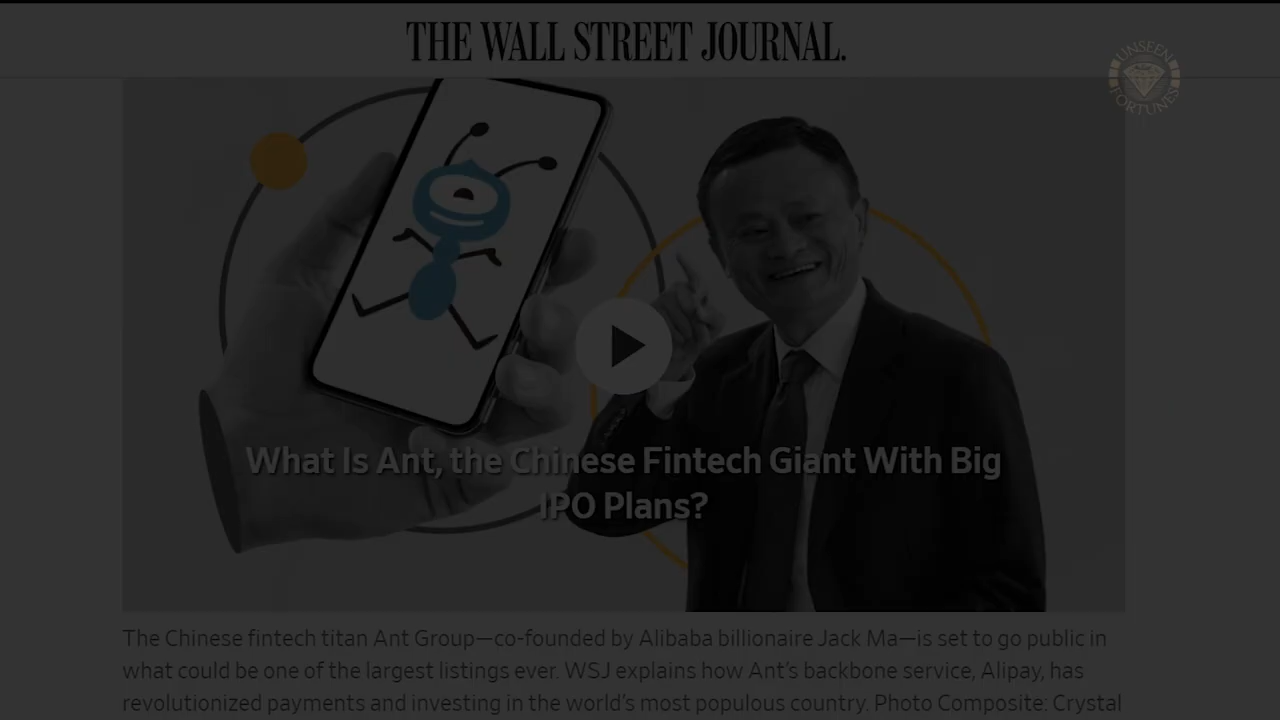 THE WALL STREET JOURNAL.
UNSEEN
FORTUNES
What Is Ant, the Chinese Fintech Giant With Big
IPO Plans?
The Chinese fintech titan Ant Group—co-founded by Alibaba billionaire Jack Ma—is set to go public in
what could be one of the largest listings ever. WSJ explains how Ant's backbone service, Alipay, has
revolutionized payments and investing in the world's most populous country. Photo Composite: Crystal